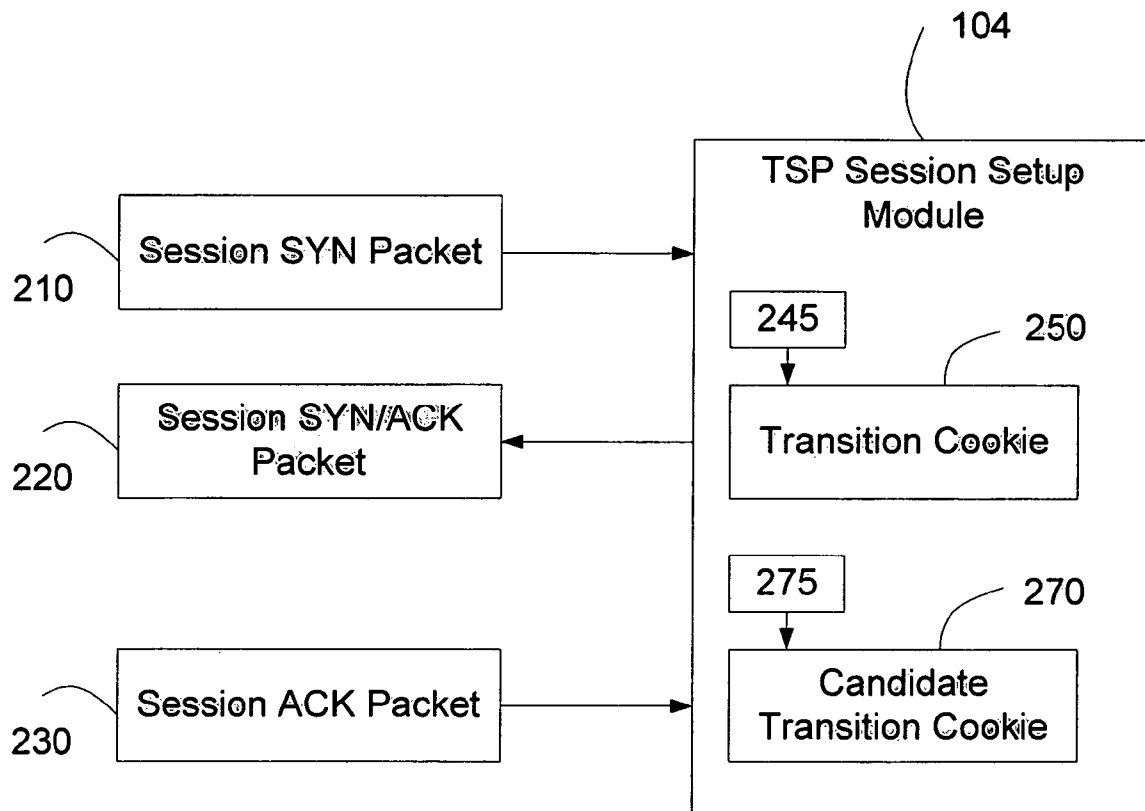 104
TSP Session Setup
Module
Session SYN Packet
210
245
250
Session SYN/ACK
Packet
220
Transition Cookie
275
270
Session ACK Packet
230
Candidate
Transition Cookie